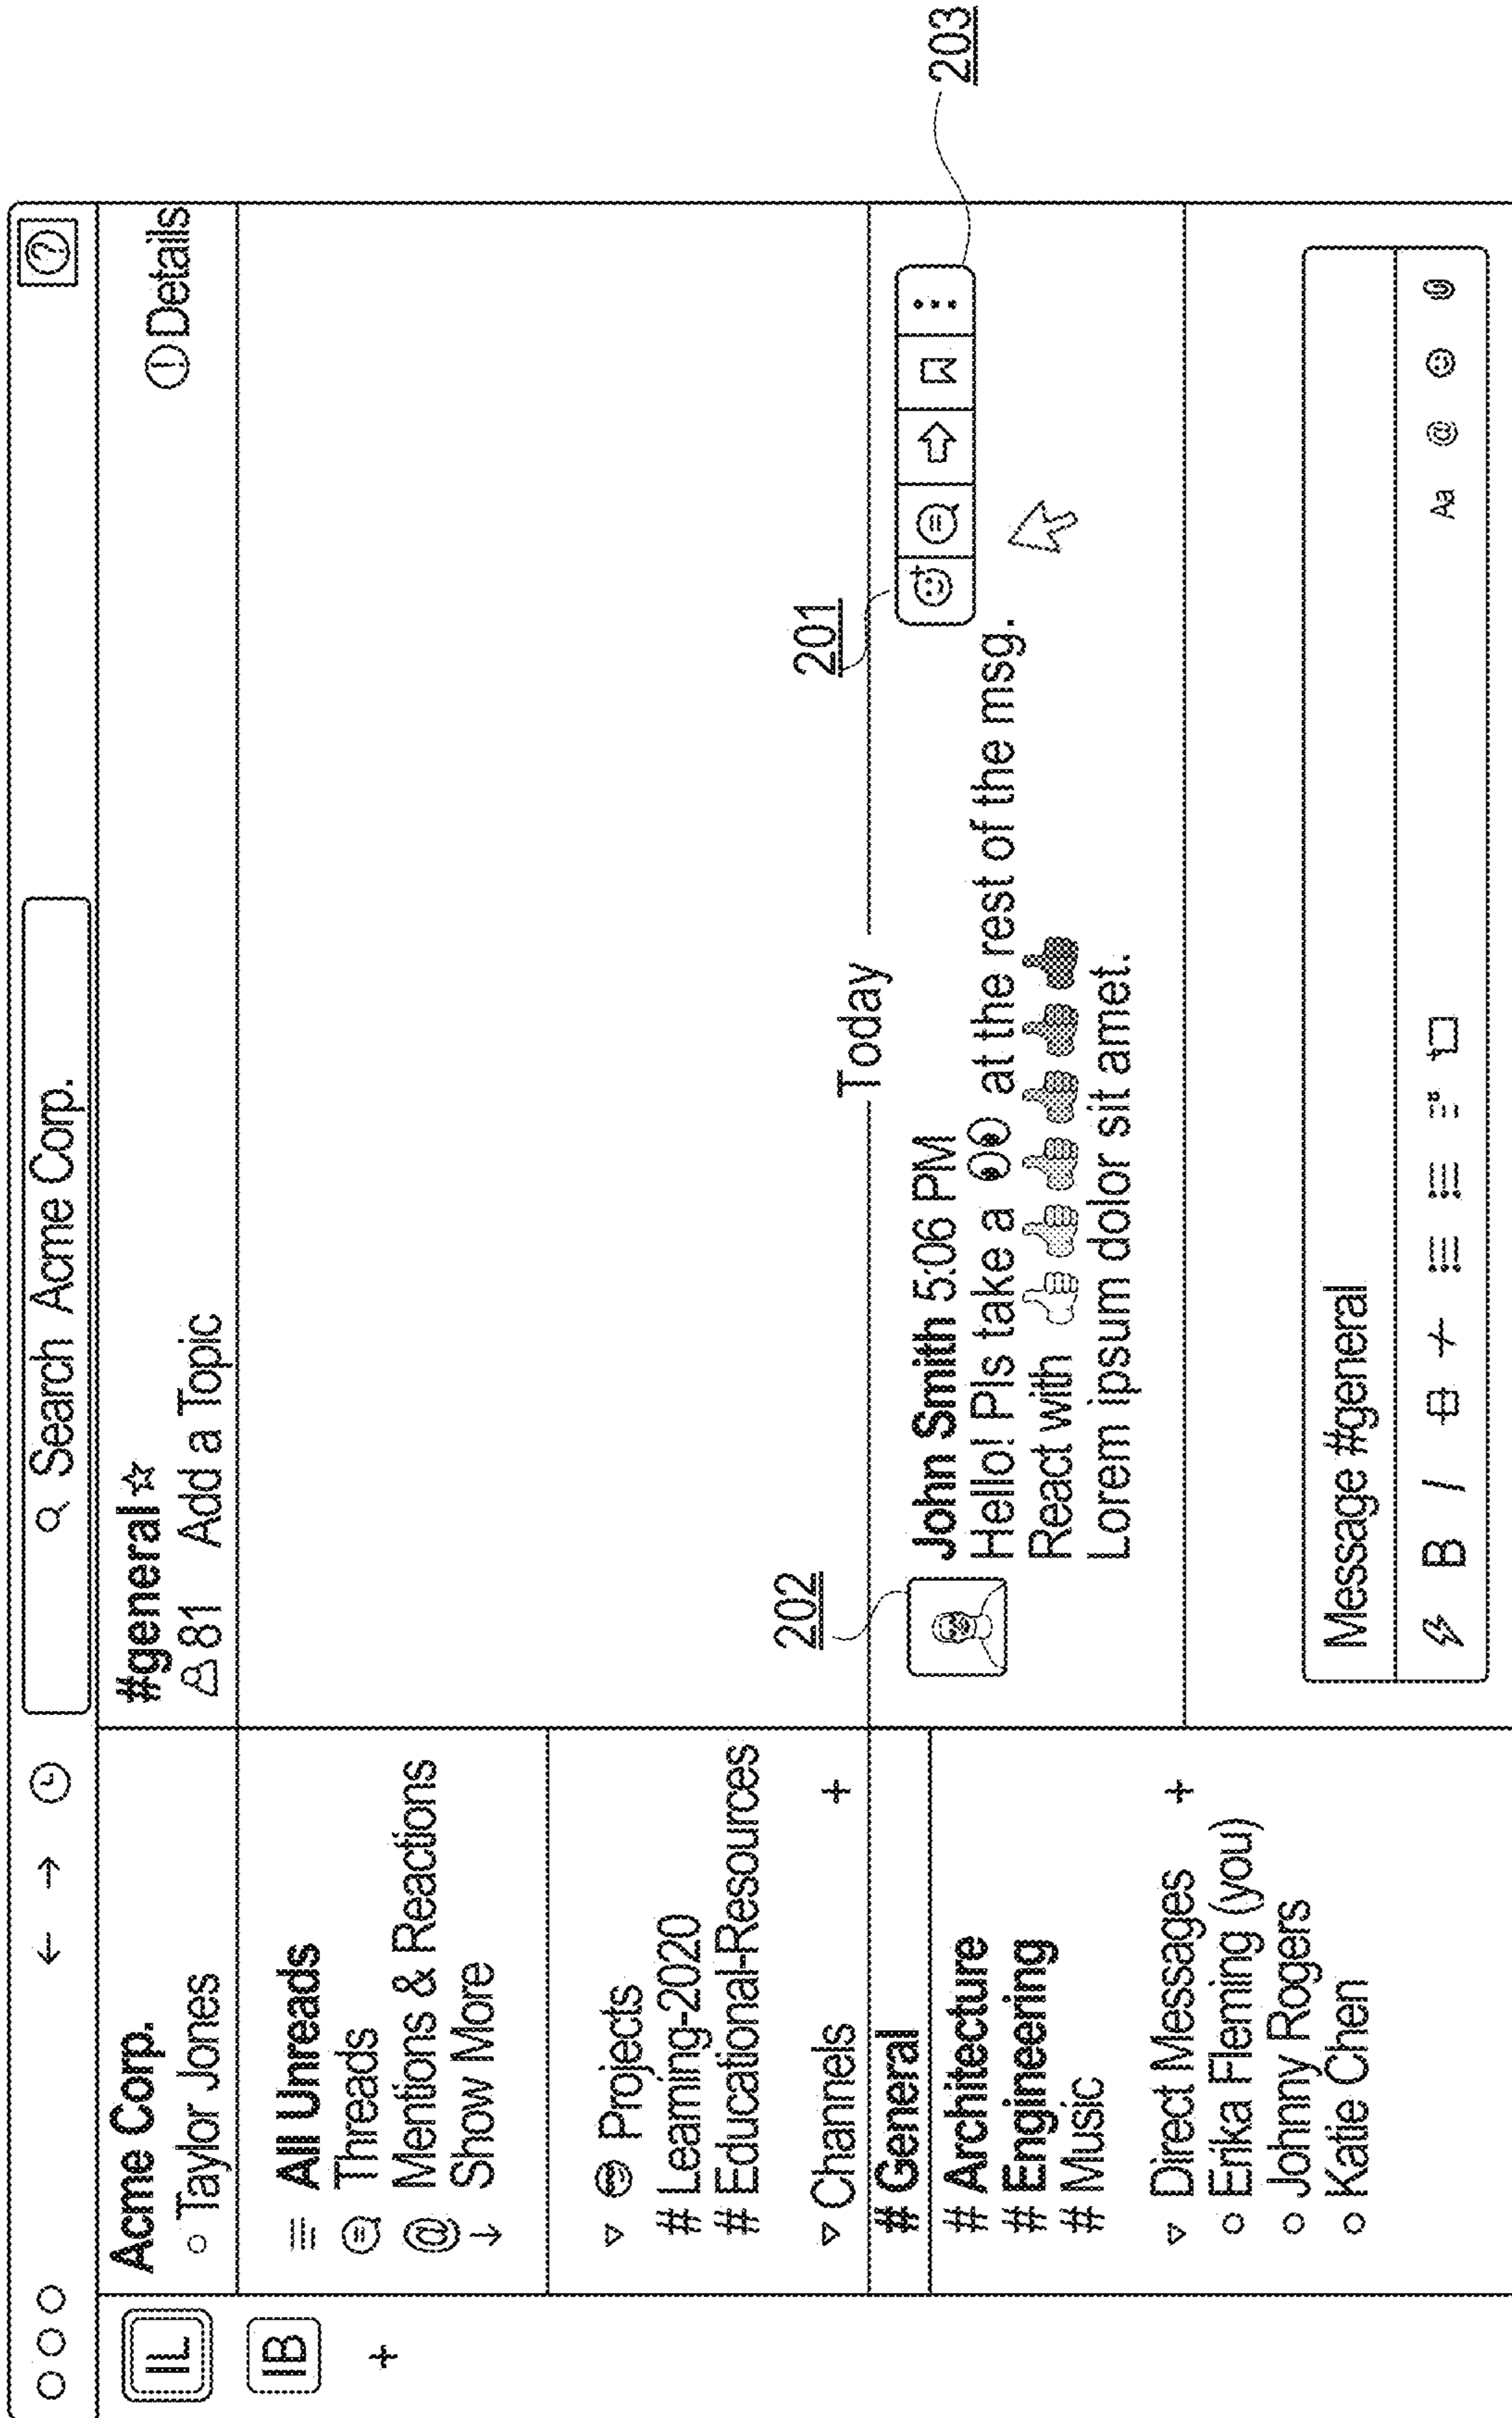 Search Acme Corp.
IL
IB
+
Acme Corp.
Taylor Jones
All Unreads
Threads
@ Mentions & Reactions
Show More
Projects
# Learning-2020
# Educational-Resources
Channels +
# General
# Architecture
# Engineering
# Music
Direct Messages +
Erika Fleming (you)
Johnny Rogers
Katie Chen
#general
81 Add a Topic
Details
Today
201
202
203
John Smith 5:06 PM
Hello! Pls take a 👀 at the rest of the msg.
React with 👍👍🏻👍🏼👍🏽👍🏾👍🏿
Lorem ipsum dolor sit amet.
Message #general
B I
Aa @